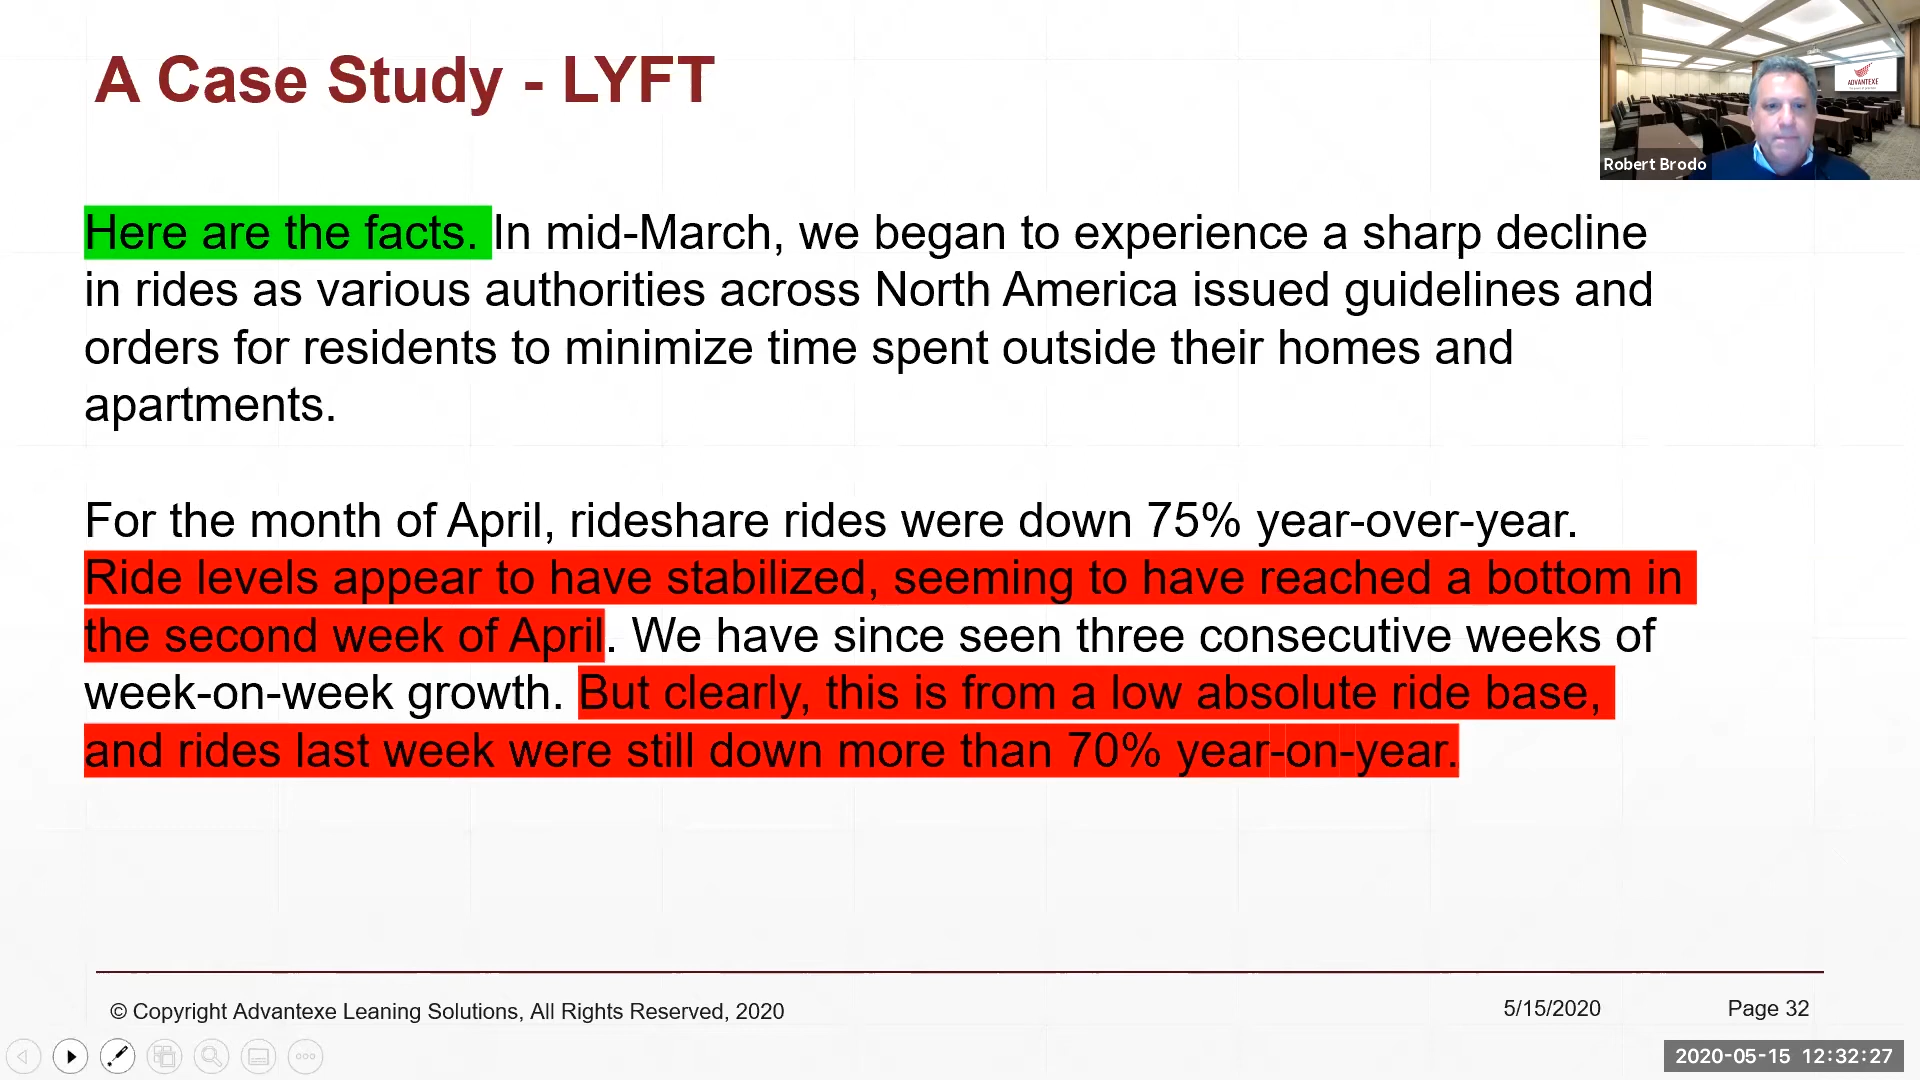 A Case Study - LYFT
ADVANTEXE
Robert Brodo
Here are the facts. In mid-March, we began to experience a sharp decline
in rides as various authorities across North America issued guidelines and
orders for residents to minimize time spent outside their homes and
apartments.
For the month of April, rideshare rides were down 75% year-over-year.
Ride levels appear to have stabilized, seeming to have reached a bottom in
the second week of April. We have since seen three consecutive weeks of
week-on-week growth. But clearly, this is from a low absolute ride base,
and rides last week were still down more than 70% year-on-year.
© Copyright Advantexe Leaning Solutions, All Rights Reserved, 2020
5/15/2020
Page 32
2020-05-15 12:32:27